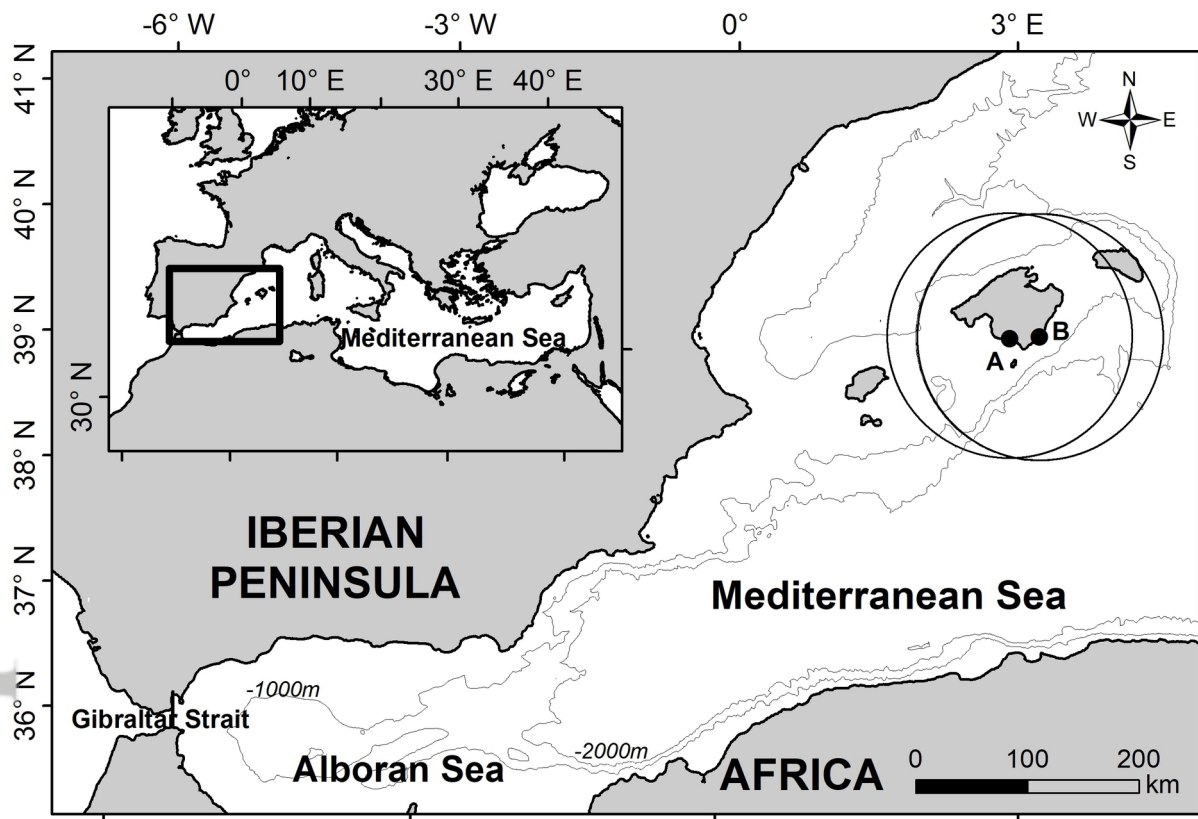 -6° W -3° W 0° 3° E
41° N
40° N
39° N
38° N
37° N
36° N
0° 10° E 30° E 40° E
30° N
Mediterranean Sea
N
W E
S
A
B
IBERIAN
PENINSULA
Mediterranean Sea
-1000m
Gibraltar Strait
-2000m
Alboran Sea
AFRICA
0 100 200
km